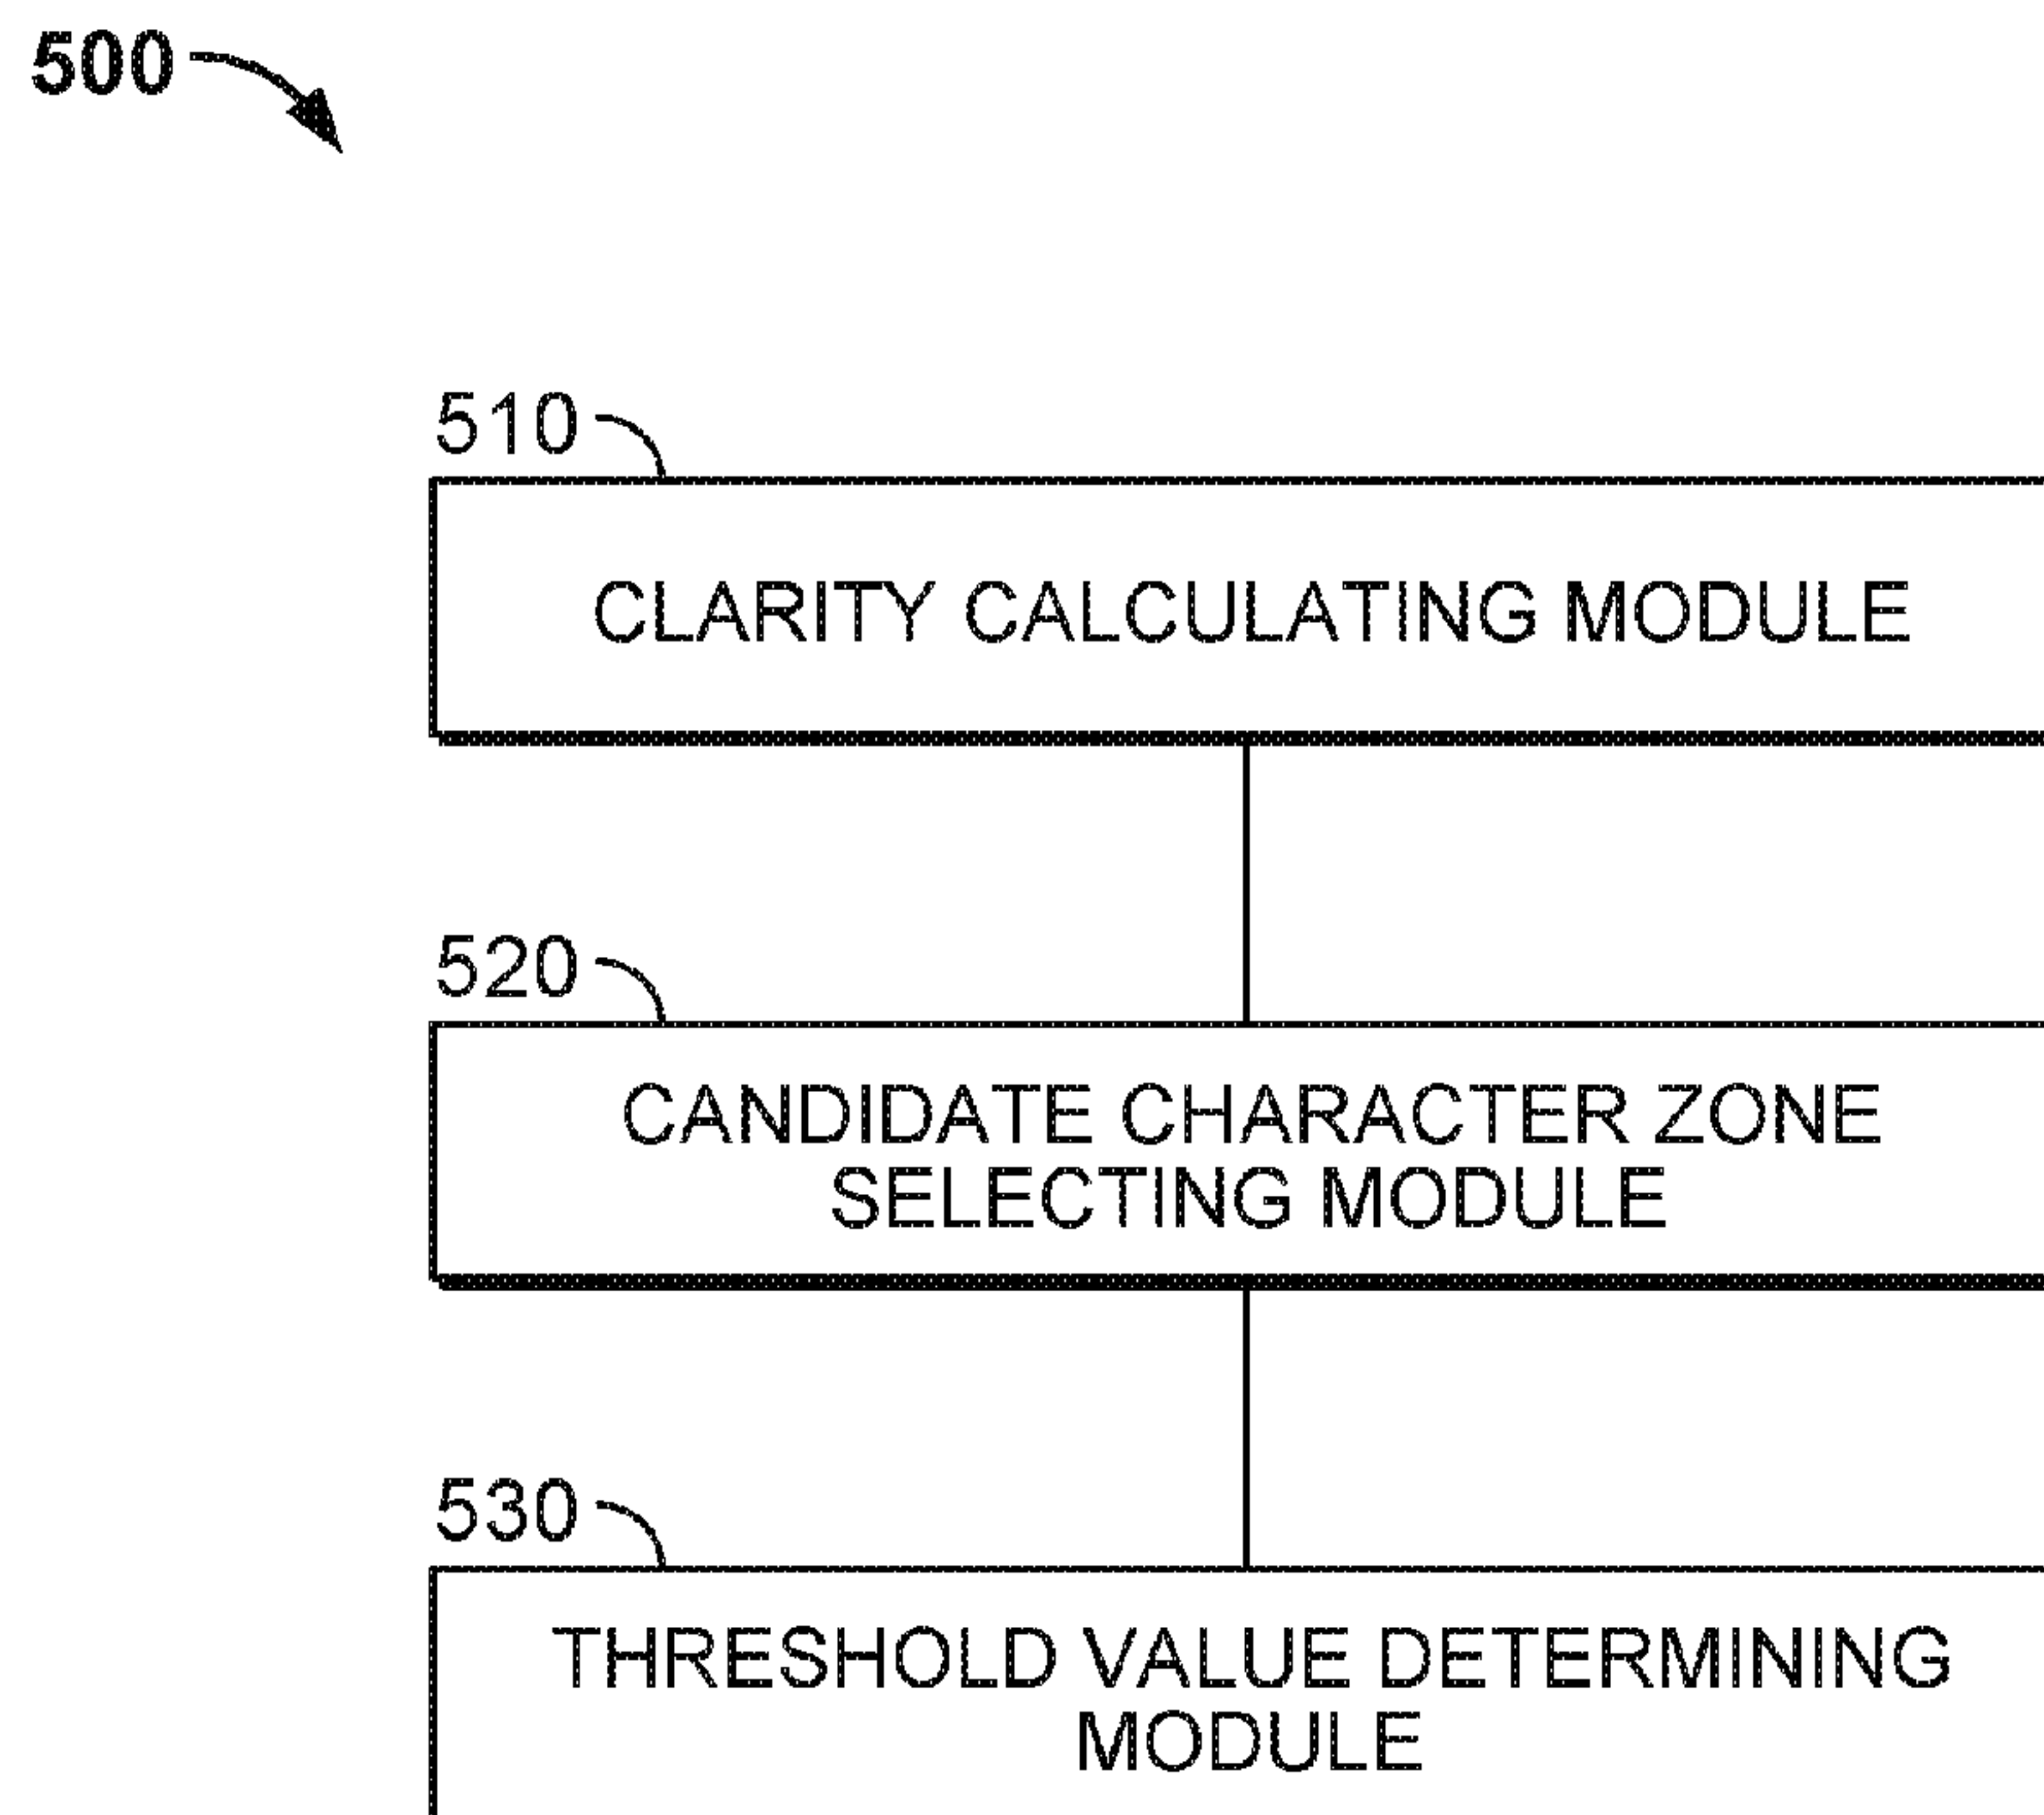 500
510
CLARITY CALCULATING MODULE
520
CANDIDATE CHARACTER ZONE
SELECTING MODULE
530
THRESHOLD VALUE DETERMINING
MODULE